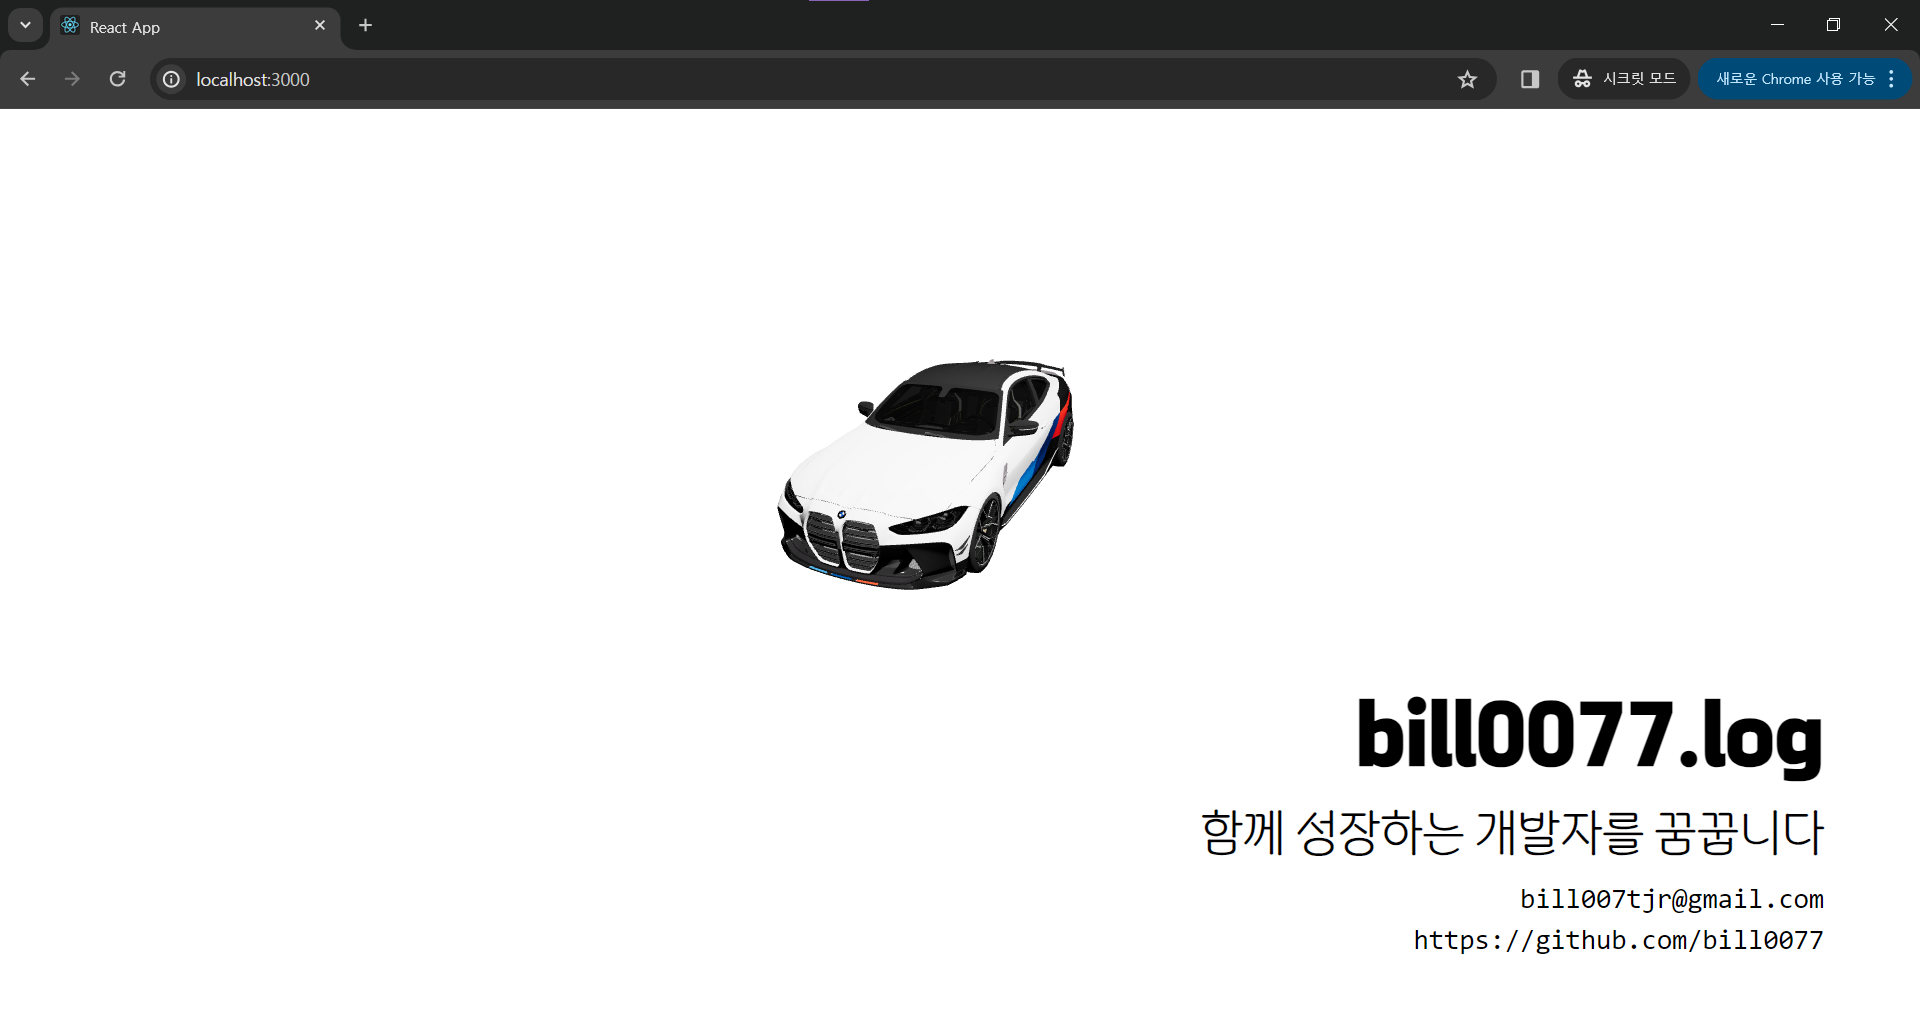 React App
localhost:3000
시크릿 모드
새로운 Chrome 사용 가능
bill0077.log
함께 성장하는 개발자를 꿈꿉니다
bill007tjr@gmail.com
https://github.com/bill0077